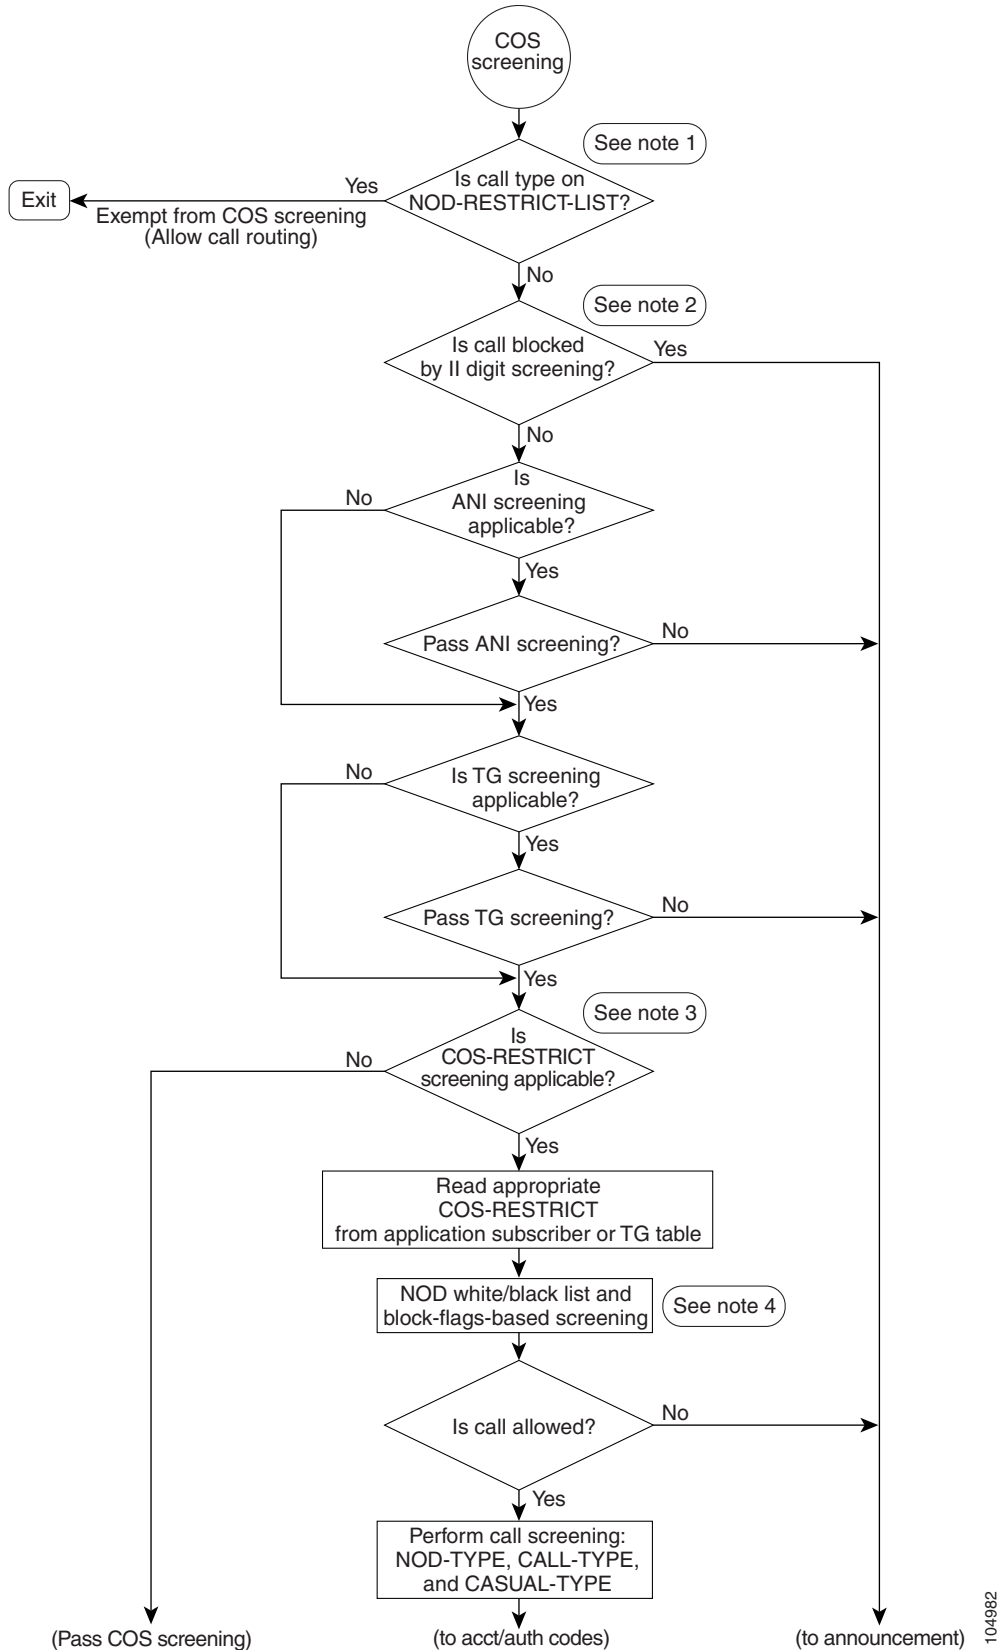 COS
screening
See note 1
Is call type on
NOD-RESTRICT-LIST?
Yes
Exit
Exempt from COS screening
(Allow call routing)
No
See note 2
Is call blocked
by II digit screening?
Yes
No
Is
ANI screening
applicable?
No
Yes
Pass ANI screening?
No
Yes
Is TG screening
applicable?
No
Yes
Pass TG screening?
No
Yes
See note 3
Is
COS-RESTRICT
screening applicable?
No
Yes
Read appropriate
COS-RESTRICT
from application subscriber or TG table
NOD white/black list and
block-flags-based screening
See note 4
Is call allowed?
No
Yes
Perform call screening:
NOD-TYPE, CALL-TYPE,
and CASUAL-TYPE
(Pass COS screening)
(to acct/auth codes)
(to announcement)
104982